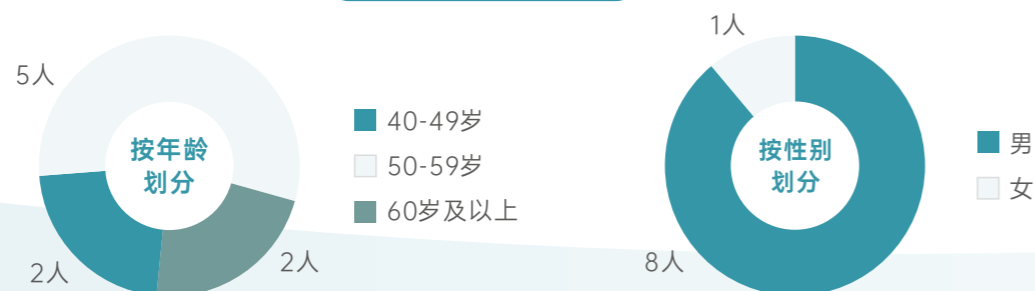 5人
按年龄
划分
2人
2人
40-49岁
50-59岁
60岁及以上
1人
按性别
划分
8人
男
女